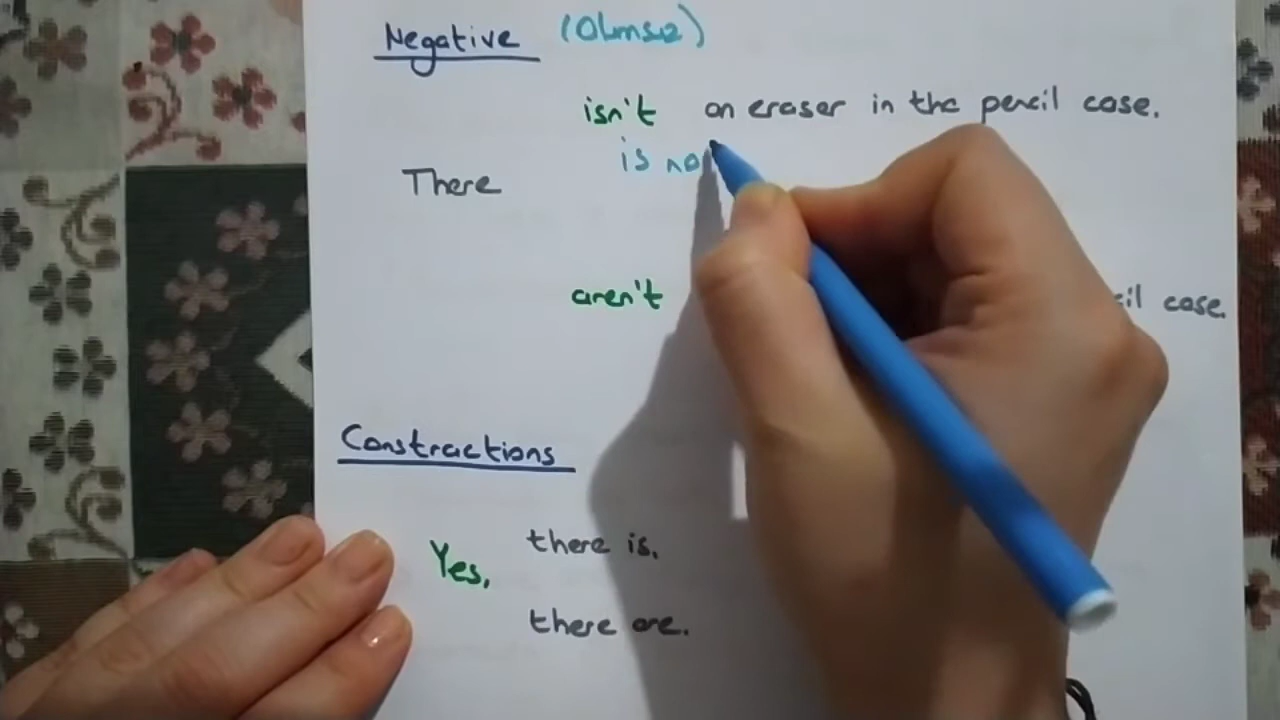 Negative (Olmsuz)
isn't an eraser in the pencil case.
is no
There
aren't case.
Constractions
Yes,
there is.
there are.